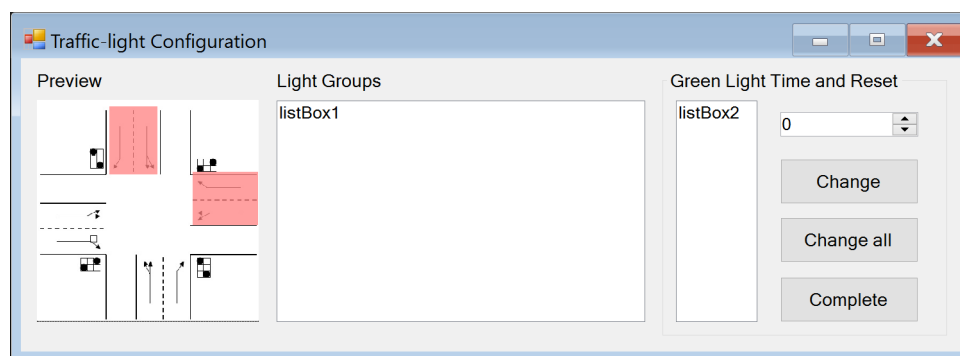 Traffic-light Configuration
Preview
Light Groups
Green Light Time and Reset
listBox1
listBox2
0
Change
Change all
Complete